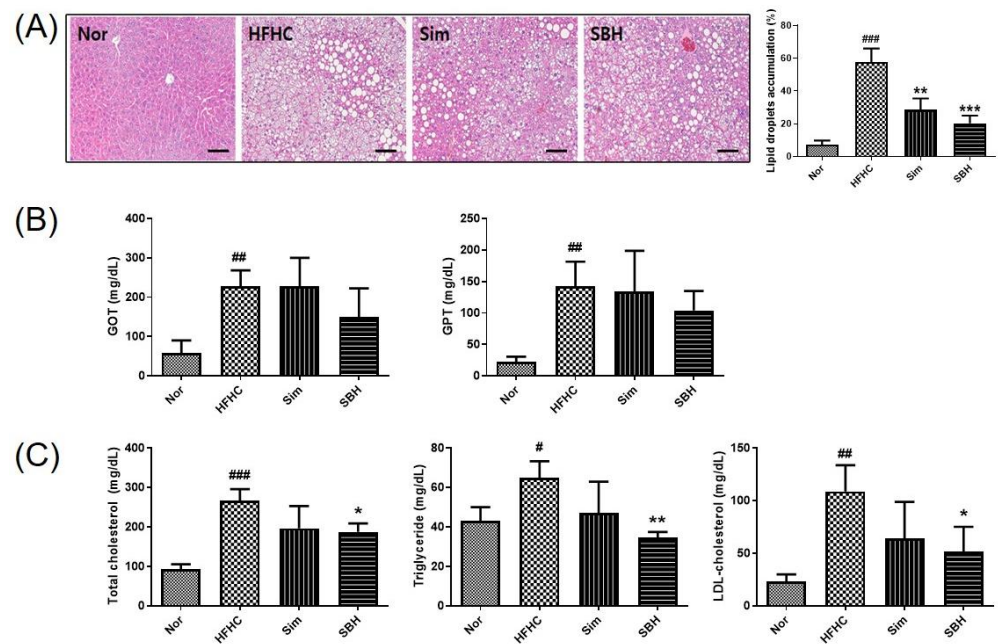 (A)
Nor
HFHC
Sim
SBH
Lipid droplets accumulation (%)
80
60
40
20
0
###
**
***
Nor
HFHC
Sim
SBH
(B)
GOT (mg/dL)
400
300
200
100
0
##
Nor
HFHC
Sim
SBH
GPT (mg/dL)
250
200
150
100
50
0
##
Nor
HFHC
Sim
SBH
(C)
Total cholesterol (mg/dL)
400
300
200
100
0
###
*
Nor
HFHC
Sim
SBH
Triglyceride (mg/dL)
80
60
40
20
0
#
**
Nor
HFHC
Sim
SBH
LDL-cholesterol (mg/dL)
150
100
50
0
##
*
Nor
HFHC
Sim
SBH